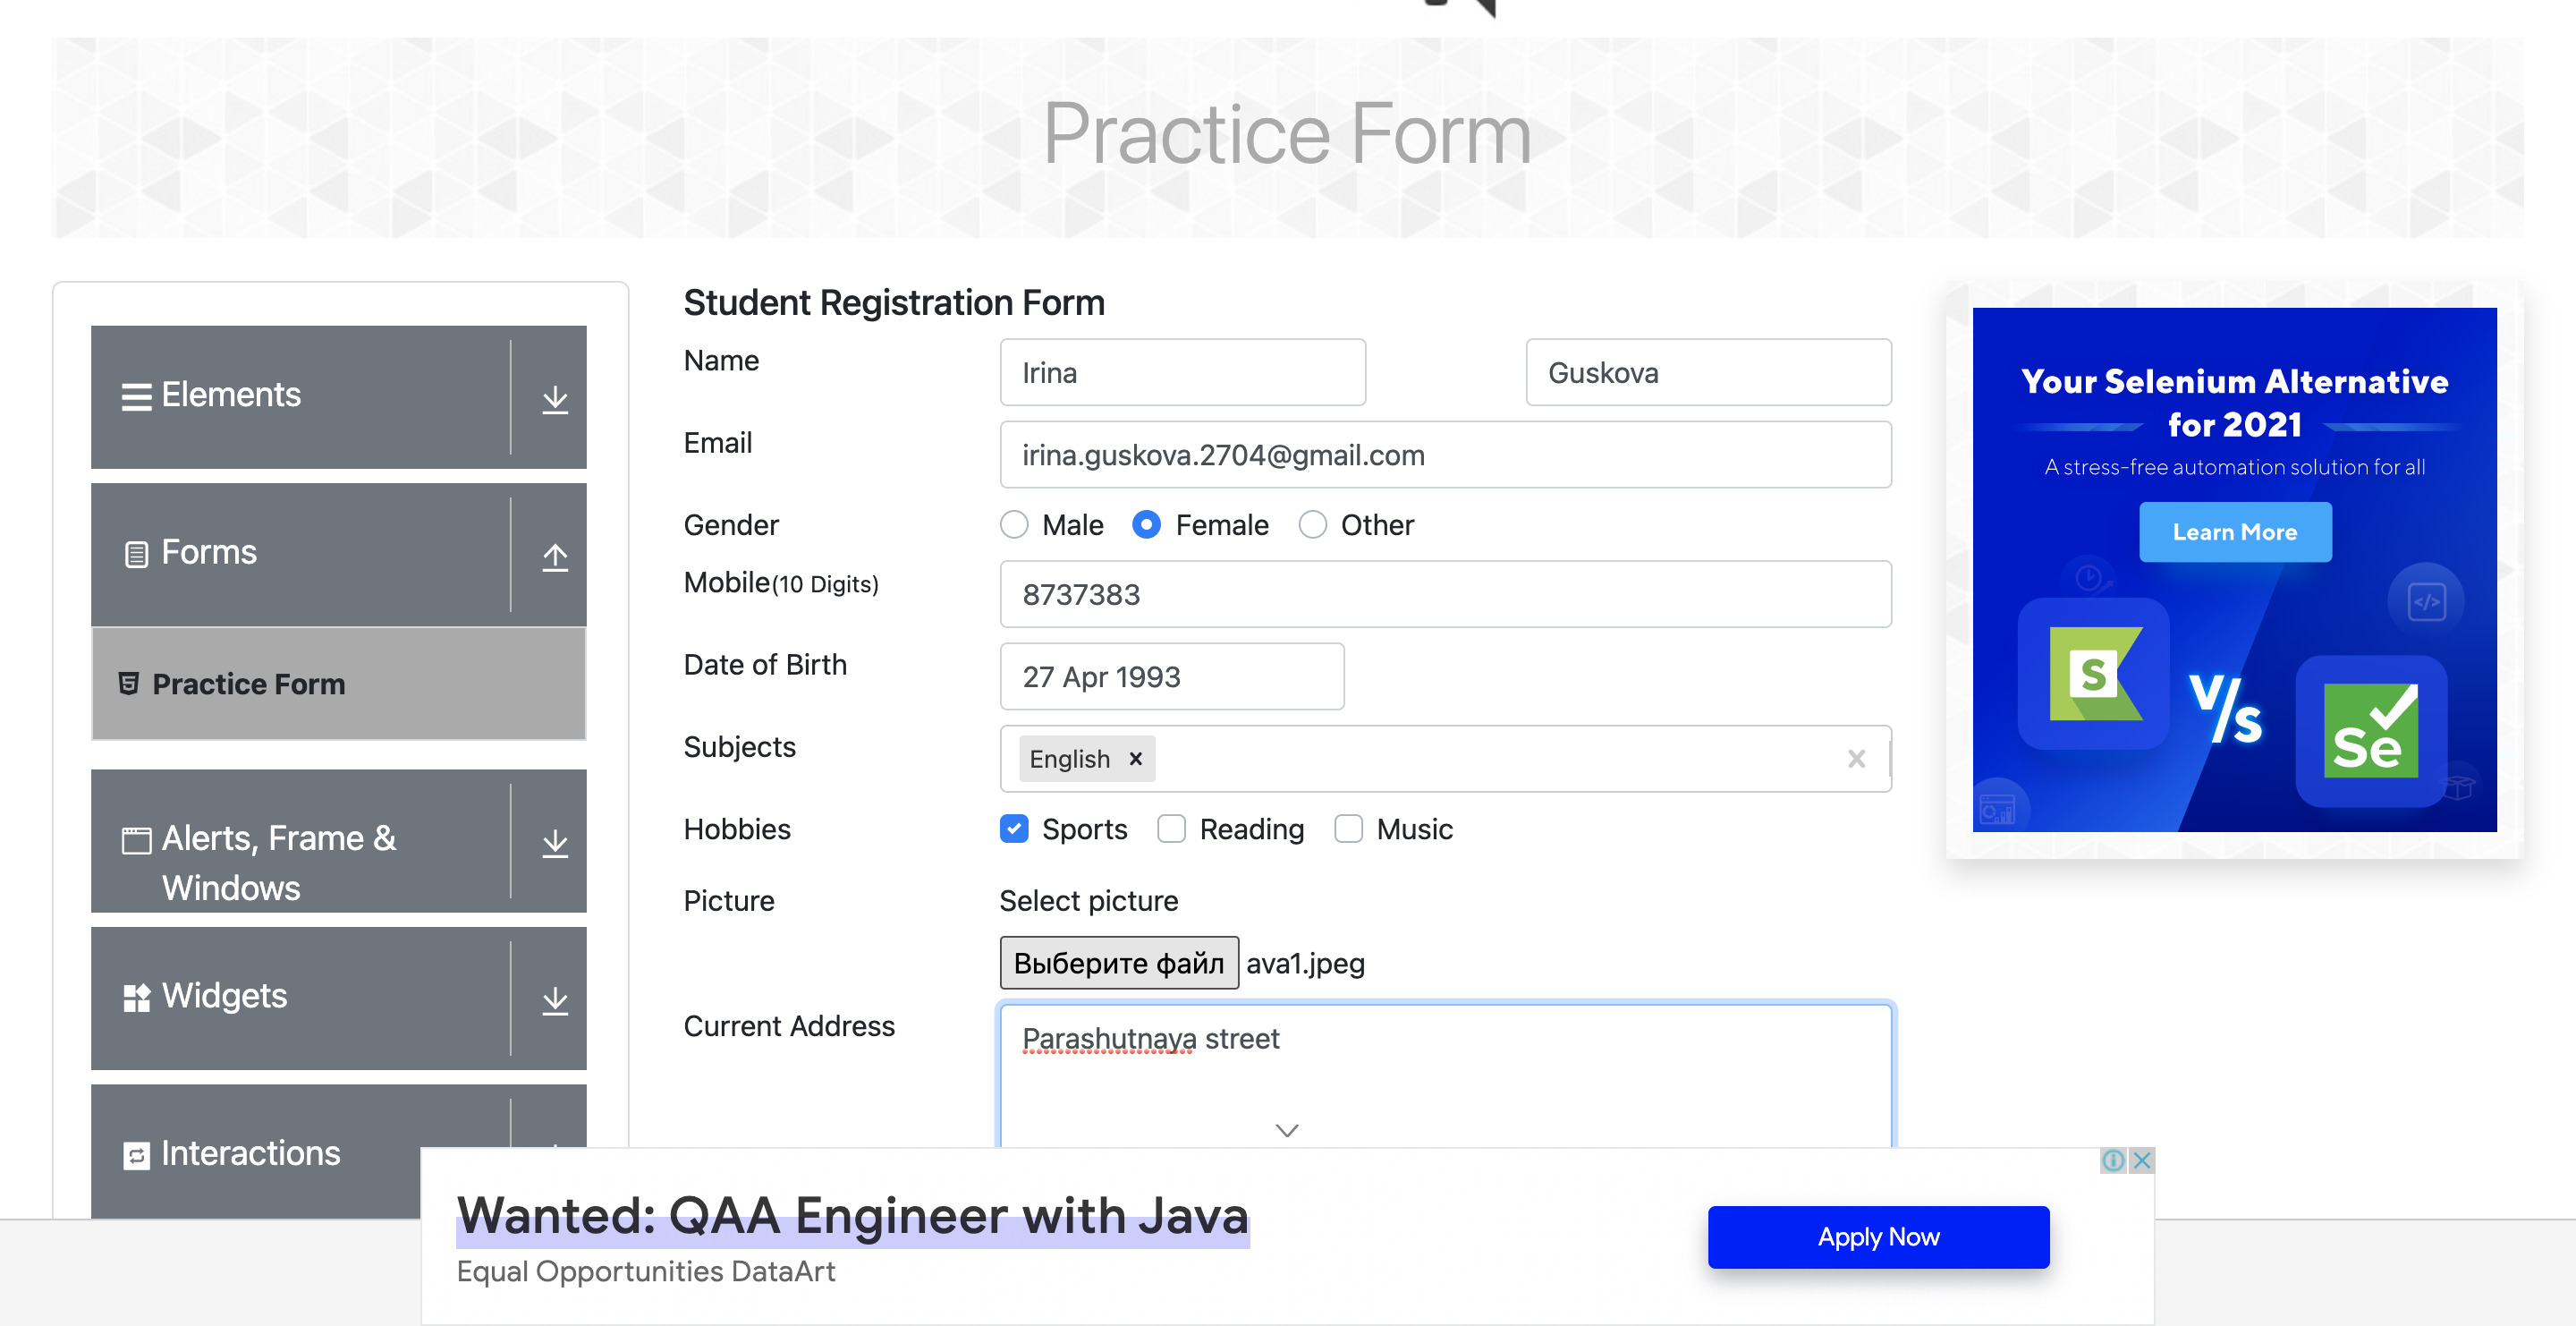 Practice Form
Elements
Forms
Practice Form
Alerts, Frame &
Windows
Widgets
Interactions
Student Registration Form
Name
Irina
Guskova
Email
irina.guskova.2704@gmail.com
Gender
Male
Female
Other
Mobile(10 Digits)
8737383
Date of Birth
27 Apr 1993
Subjects
English
Hobbies
Sports
Reading
Music
Picture
Select picture
Выберите файл ava1.jpeg
Current Address
Parashutnaya street
Your Selenium Alternative
for 2021
A stress-free automation solution for all
Learn More
S
V/s
Se
Wanted: QAA Engineer with Java
Equal Opportunities DataArt
Apply Now